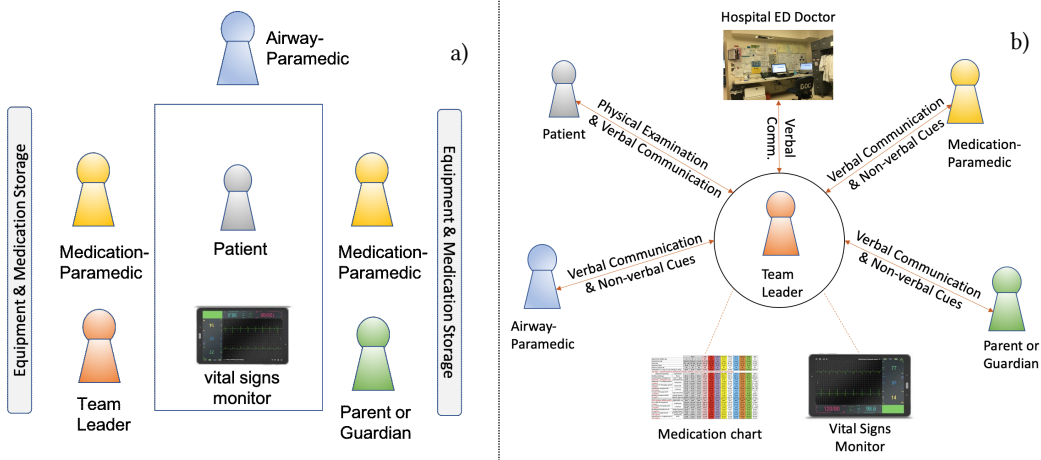 a)
Airway-
Paramedic
Equipment & Medication Storage
Medication-
Paramedic
Patient
Medication-
Paramedic
Equipment & Medication Storage
Team
Leader
vital signs
monitor
Parent or
Guardian
b)
Hospital ED Doctor
Patient
Physical Examination
& Verbal Communication
Verbal
Comm.
Verbal Communication
& Non-verbal Cues
Medication-
Paramedic
Team
Leader
Airway-
Paramedic
Verbal Communication
& Non-verbal Cues
Verbal Communication
& Non-verbal Cues
Parent or
Guardian
Medication chart
77
14
Vital Signs
Monitor